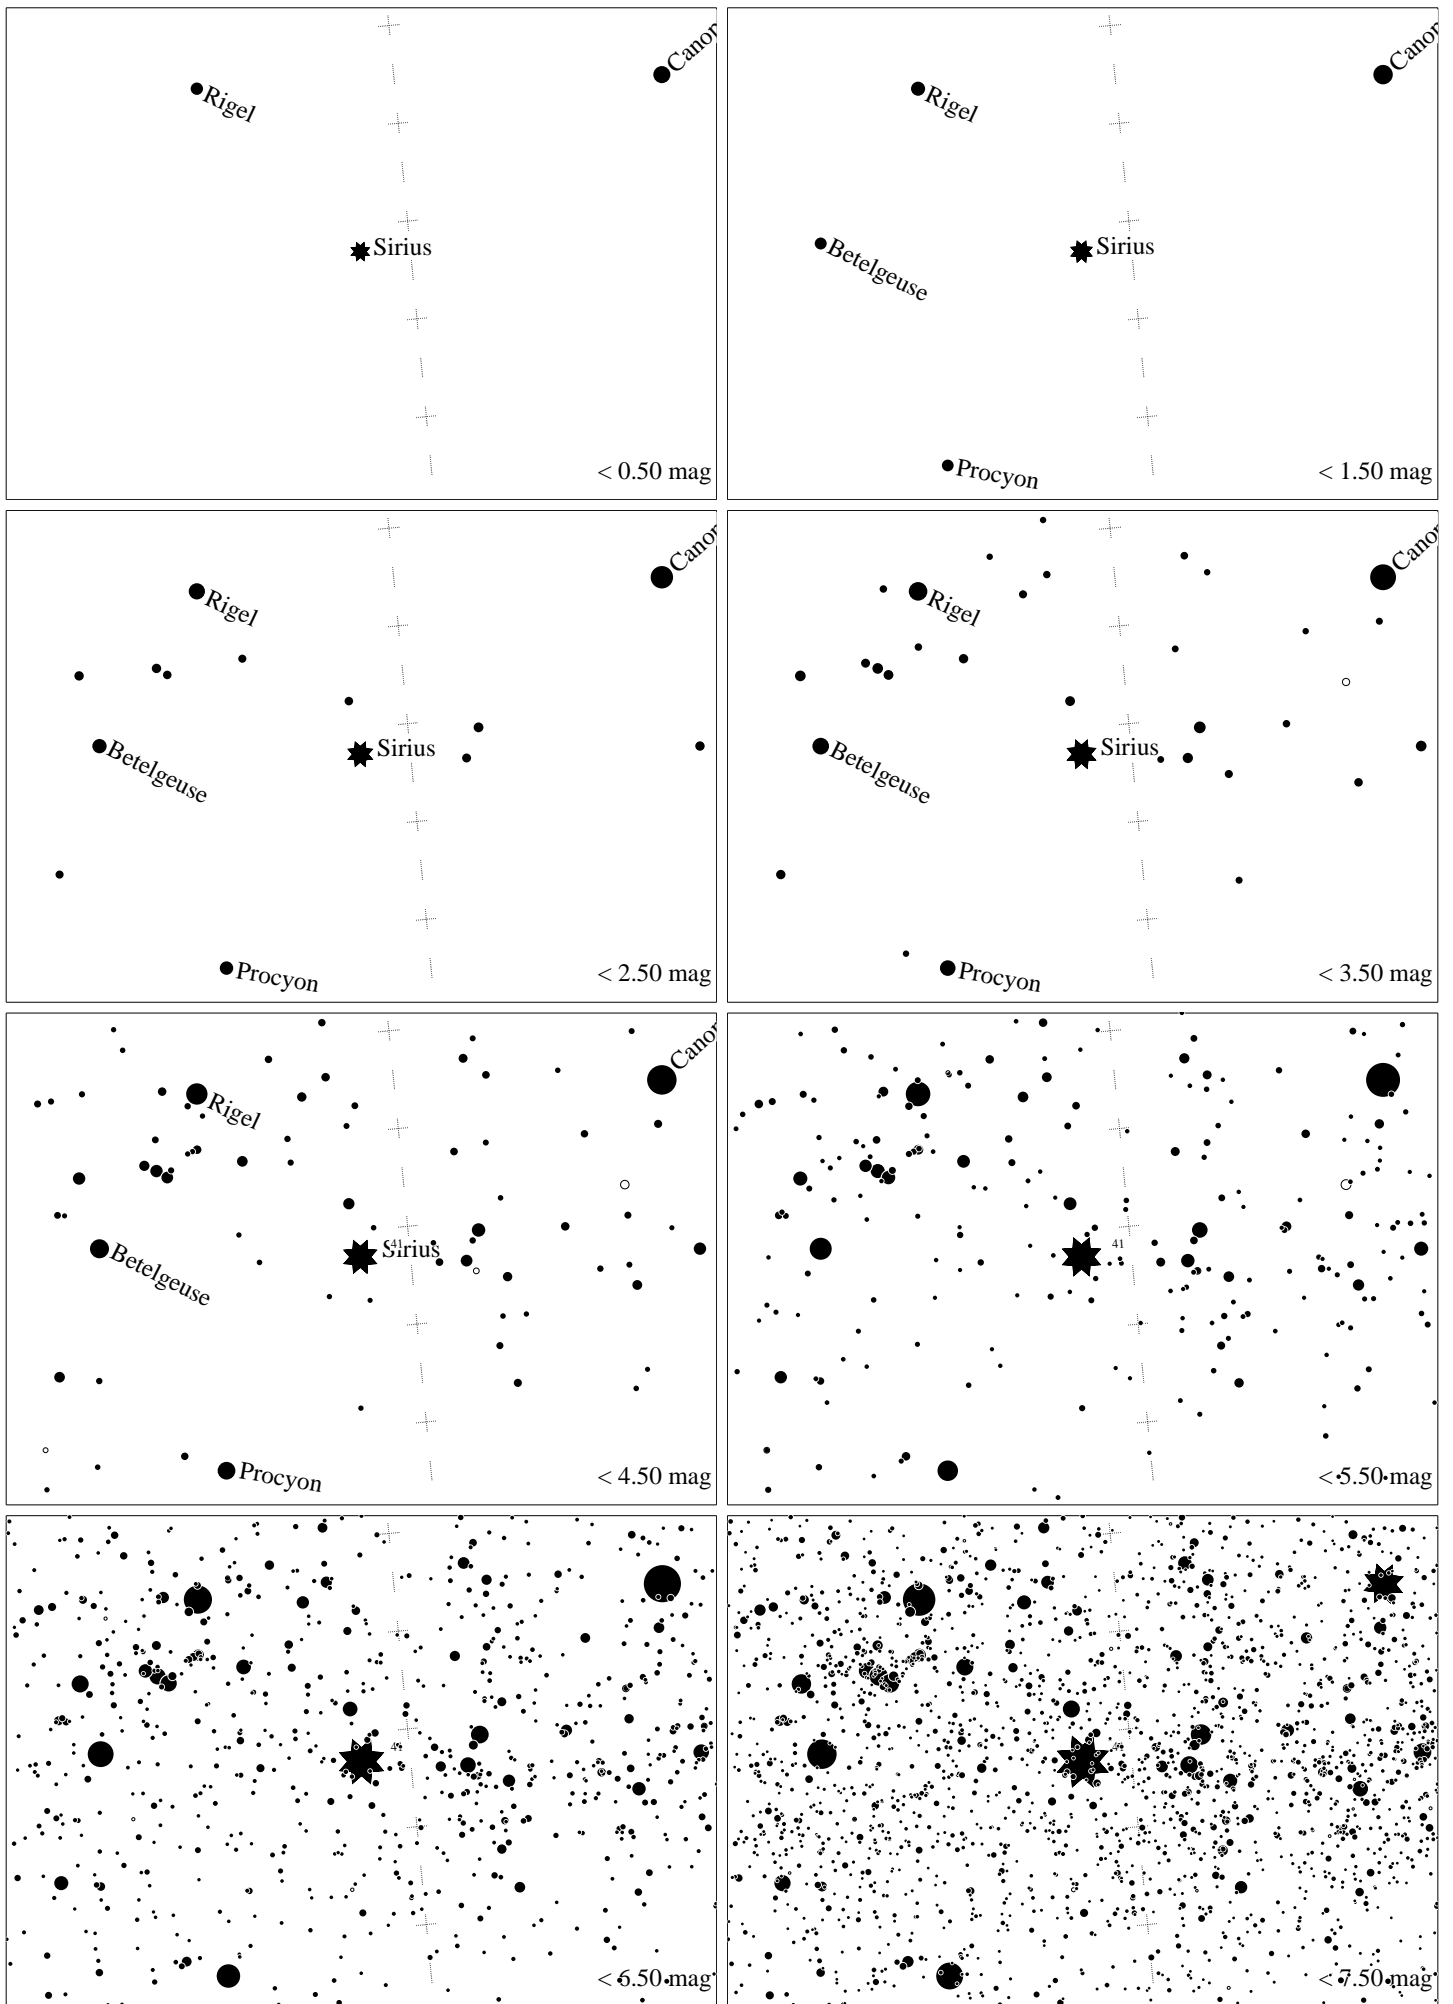 Canop
Rigel
Sirius
< 0.50 mag
Canop
Rigel
Betelgeuse
Sirius
Procyon
< 1.50 mag
Canop
Rigel
Sirius
Betelgeuse
Procyon
< 2.50 mag
Canop
Rigel
Sirius
Betelgeuse
Procyon
< 3.50 mag
Canop
Rigel
41
Sirius
Betelgeuse
Procyon
< 4.50 mag
41
< 5.50 mag
41
< 6.50 mag
< 7.50 mag